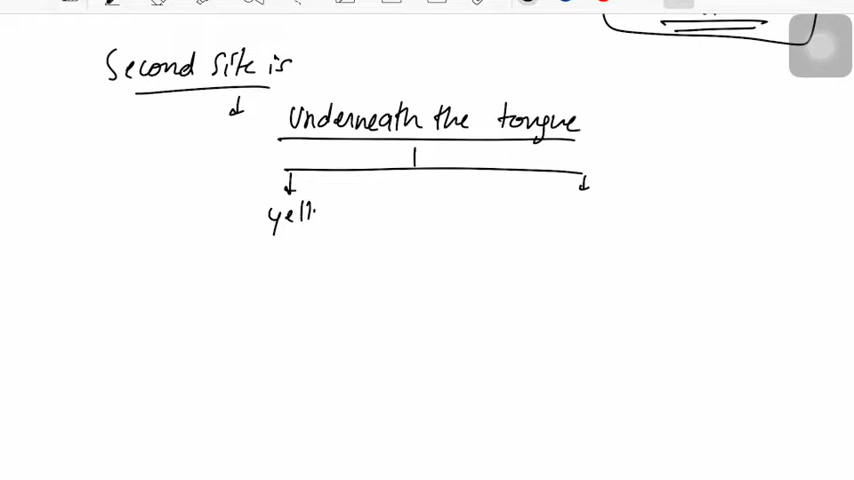 Second site is
Underneath the tongue
yell